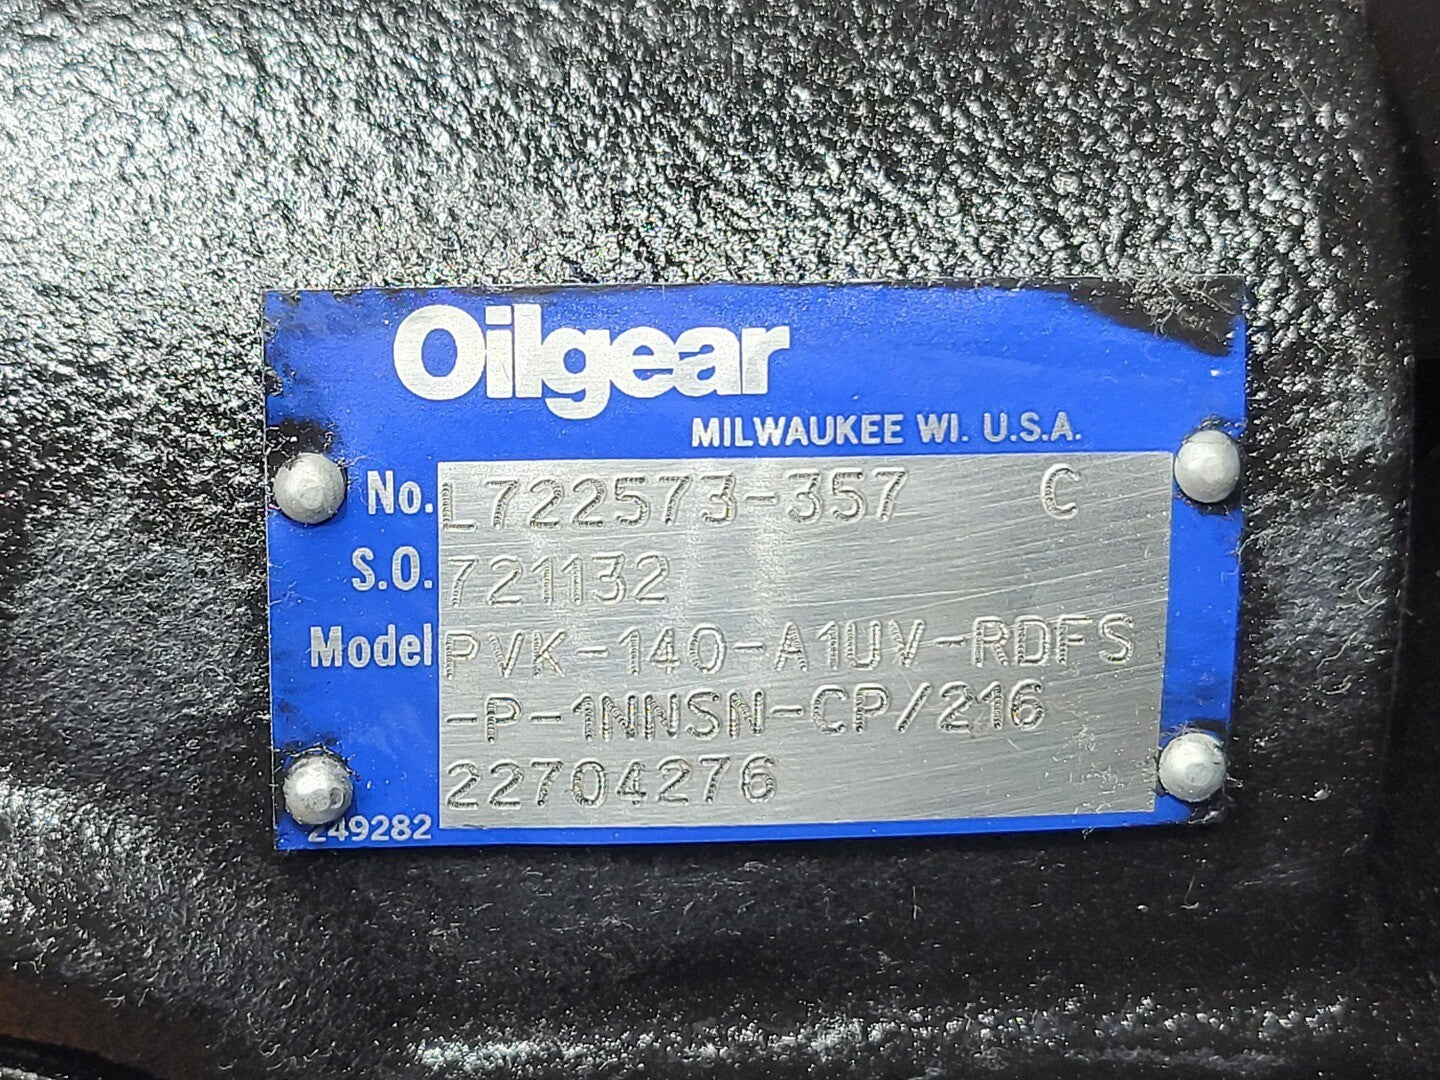 Oilgear
MILWAUKEE WI. U.S.A.
No. L722573-357 C
S.O. 721132
Model PVK-140-A1UV-RDFS
-P-1NNSN-CP/216
22704276
249282